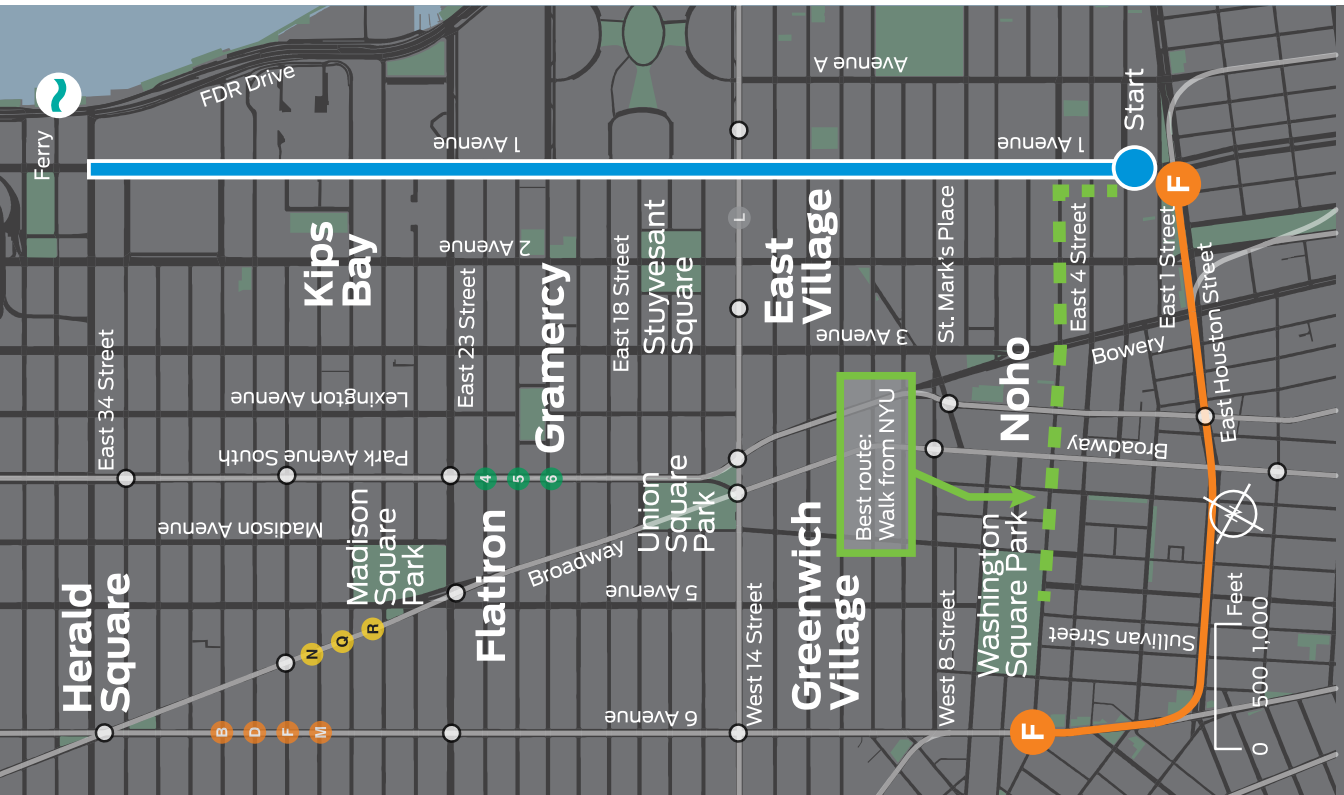 Ferry
FDR Drive
Avenue A
Start
1 Avenue
1 Avenue
F
Kips
Bay
2 Avenue
East 23 Street
Gramercy
East 18 Street
Stuyvesant
Square
L
East
Village
3 Avenue
St. Mark's Place
East 4 Street
East 1 Street
East Houston Street
Bowery
Noho
East 34 Street
Lexington Avenue
Park Avenue South
4
5
6
Best route:
Walk from NYU
Broadway
Madison Avenue
Madison
Square
Park
Union
Square
Park
Flatiron
Broadway
5 Avenue
Greenwich
Village
Washington
Square Park
N
Herald
Square
N
Q
R
West 14 Street
West 8 Street
Sullivan Street
6 Avenue
B
D
F
M
F
Feet
0 500 1,000